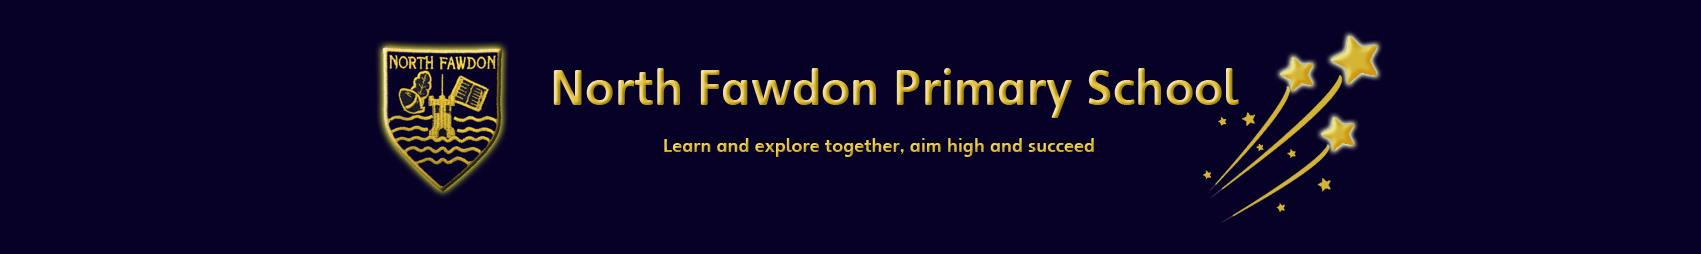 NORTH FAWDON
North Fawdon Primary School
Learn and explore together, aim high and succeed